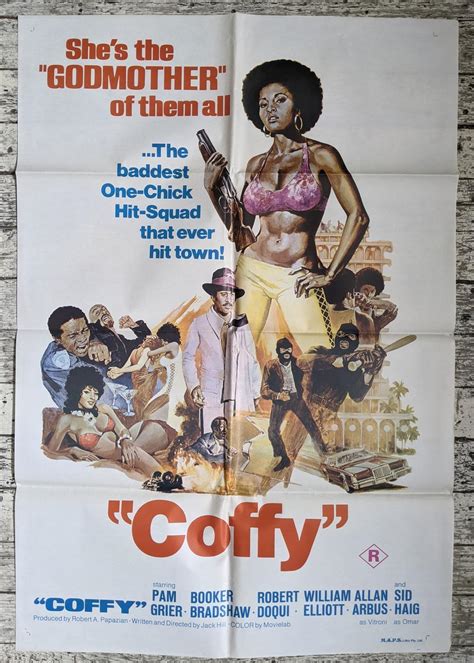 She's the
"GODMOTHER"
of them all
...The
baddest
One-Chick
Hit-Squad
that ever
hit town!
"Coffy"
R
starring
and
PAM BOOKER ROBERT WILLIAM ALLAN SID
"COFFY" GRIER · BRADSHAW · DOQUI · ELLIOTT · ARBUS · HAIG
as Vitroni as Omar
Produced by Robert A. Papazian · Written and Directed by Jack Hill · COLOR by Movielab
M.A.P.S.